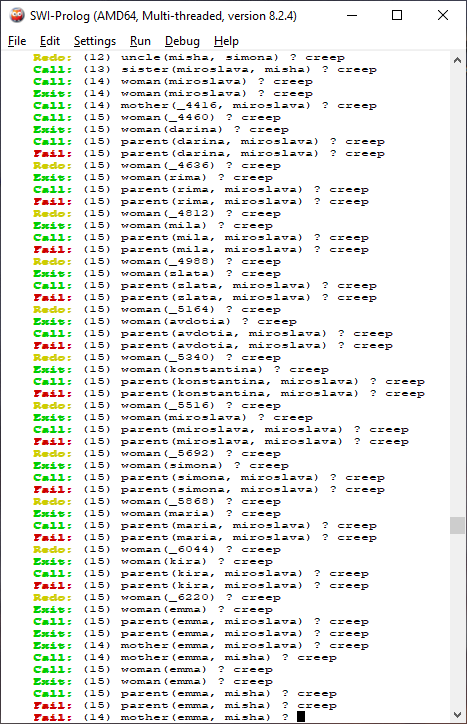 SWI-Prolog (AMD64, Multi-threaded, version 8.2.4)
File Edit Settings Run Debug Help
Redo: (12) uncle(misha, simona) ? creep
Call: (13) sister(miroslava, misha) ? creep
Call: (14) woman(miroslava) ? creep
Exit: (14) woman(miroslava) ? creep
Call: (14) mother(_4416, miroslava) ? creep
Call: (15) woman(_4460) ? creep
Exit: (15) woman(darina) ? creep
Call: (15) parent(darina, miroslava) ? creep
Fail: (15) parent(darina, miroslava) ? creep
Redo: (15) woman(_4636) ? creep
Exit: (15) woman(rima) ? creep
Call: (15) parent(rima, miroslava) ? creep
Fail: (15) parent(rima, miroslava) ? creep
Redo: (15) woman(_4812) ? creep
Exit: (15) woman(mila) ? creep
Call: (15) parent(mila, miroslava) ? creep
Fail: (15) parent(mila, miroslava) ? creep
Redo: (15) woman(_4988) ? creep
Exit: (15) woman(zlata) ? creep
Call: (15) parent(zlata, miroslava) ? creep
Fail: (15) parent(zlata, miroslava) ? creep
Redo: (15) woman(_5164) ? creep
Exit: (15) woman(avdotia) ? creep
Call: (15) parent(avdotia, miroslava) ? creep
Fail: (15) parent(avdotia, miroslava) ? creep
Redo: (15) woman(_5340) ? creep
Exit: (15) woman(konstantina) ? creep
Call: (15) parent(konstantina, miroslava) ? creep
Fail: (15) parent(konstantina, miroslava) ? creep
Redo: (15) woman(_5516) ? creep
Exit: (15) woman(miroslava) ? creep
Call: (15) parent(miroslava, miroslava) ? creep
Fail: (15) parent(miroslava, miroslava) ? creep
Redo: (15) woman(_5692) ? creep
Exit: (15) woman(simona) ? creep
Call: (15) parent(simona, miroslava) ? creep
Fail: (15) parent(simona, miroslava) ? creep
Redo: (15) woman(_5868) ? creep
Exit: (15) woman(maria) ? creep
Call: (15) parent(maria, miroslava) ? creep
Fail: (15) parent(maria, miroslava) ? creep
Redo: (15) woman(_6044) ? creep
Exit: (15) woman(kira) ? creep
Call: (15) parent(kira, miroslava) ? creep
Fail: (15) parent(kira, miroslava) ? creep
Redo: (15) woman(_6220) ? creep
Exit: (15) woman(emma) ? creep
Call: (15) parent(emma, miroslava) ? creep
Exit: (15) parent(emma, miroslava) ? creep
Exit: (14) mother(emma, miroslava) ? creep
Call: (14) mother(emma, misha) ? creep
Call: (15) woman(emma) ? creep
Exit: (15) woman(emma) ? creep
Call: (15) parent(emma, misha) ? creep
Fail: (15) parent(emma, misha) ? creep
Fail: (14) mother(emma, misha) ?